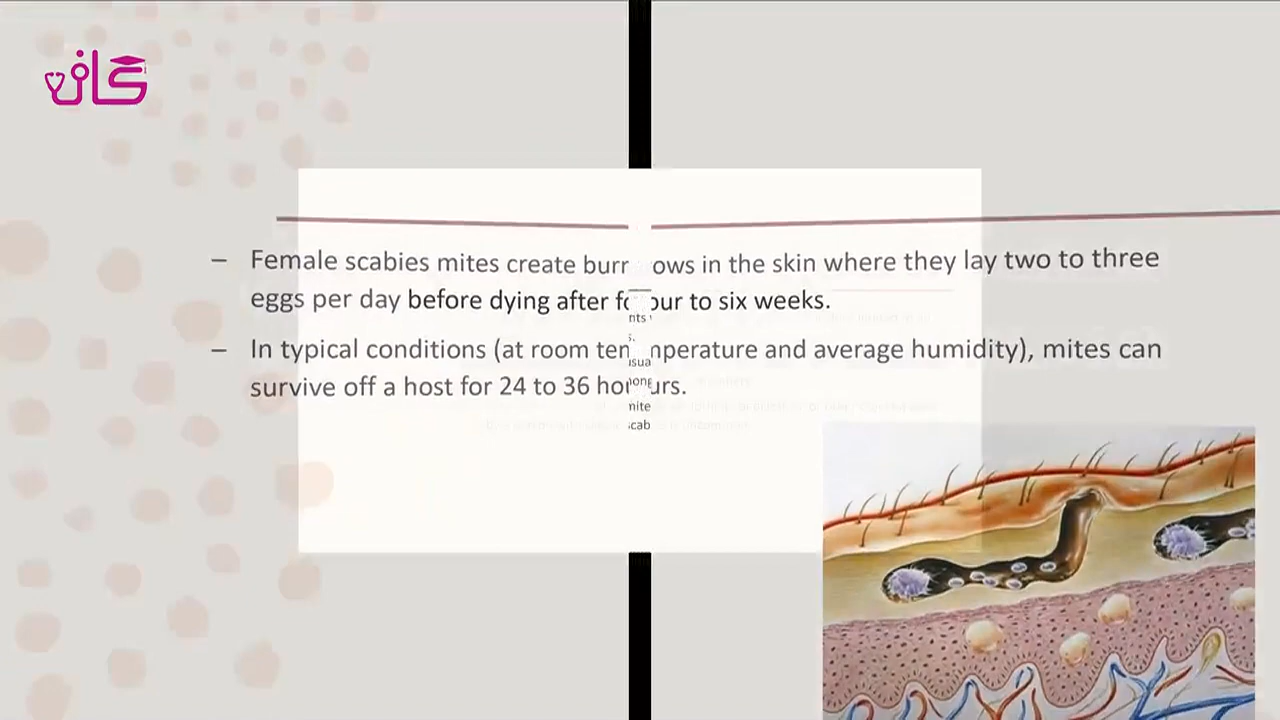 كان
– Female scabies mites create burrows in the skin where they lay two to three
eggs per day before dying after four to six weeks.
– In typical conditions (at room temperature and average humidity), mites can
survive off a host for 24 to 36 hours.